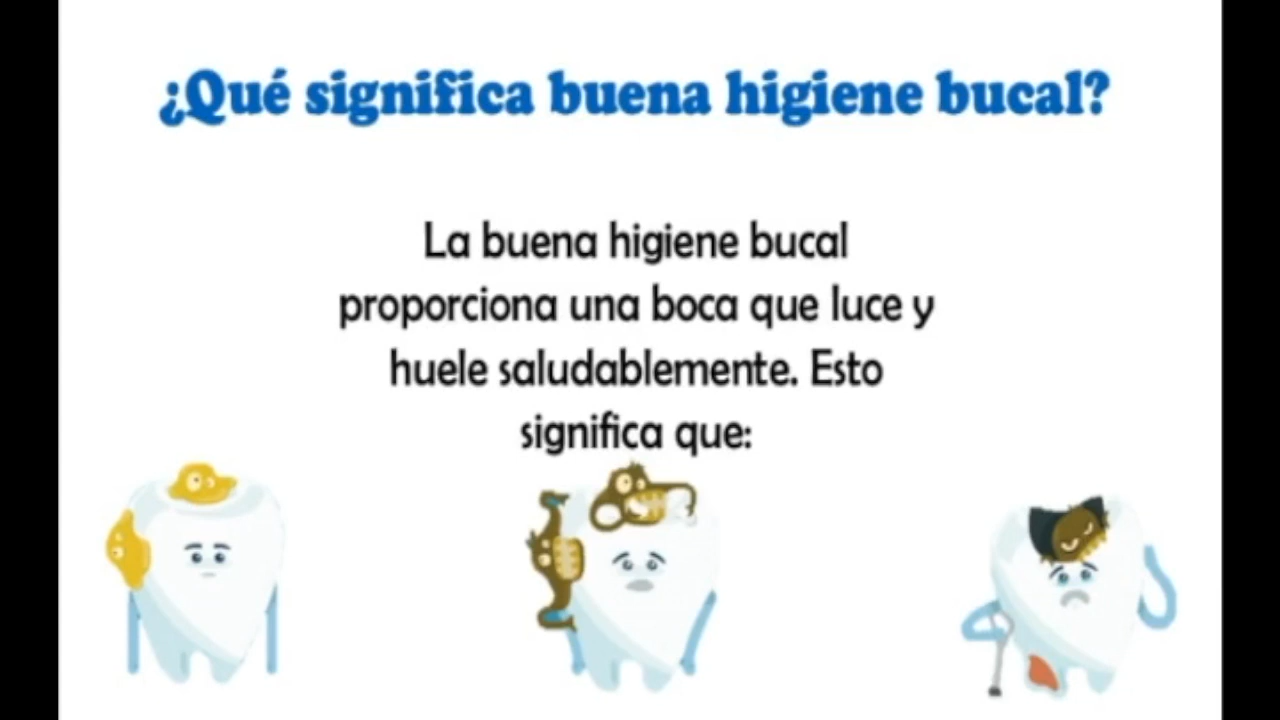 ¿Qué significa buena higiene bucal?
La buena higiene bucal
proporciona una boca que luce y
huele saludablemente. Esto
significa que: